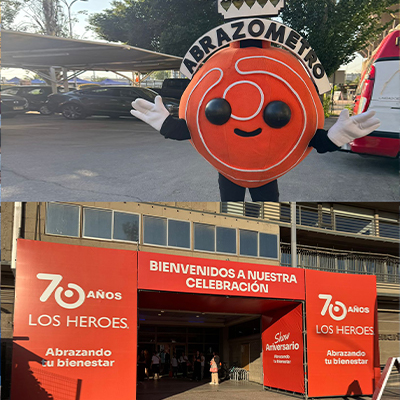 ABRAZOMETRO
BIENVENIDOS A NUESTRA
CELEBRACIÓN
70 AÑOS
LOS HEROES.
Abrazando
tu bienestar
Show
Aniversario
70 AÑOS
LOS HEROES.
Abrazando
tu bienestar